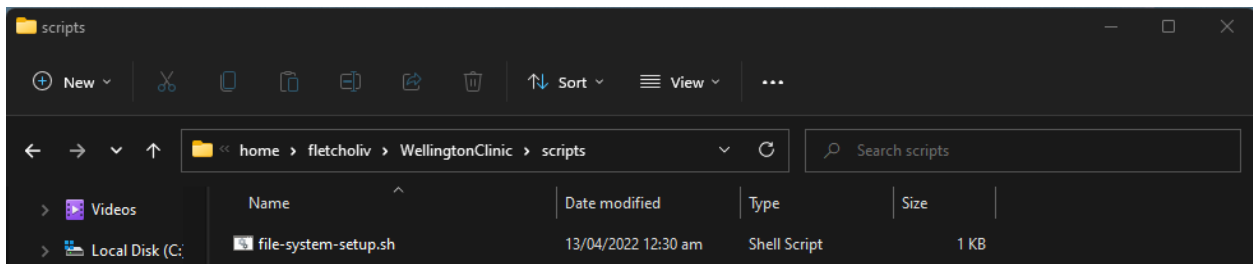 scripts
New Sort View
home > fletcholiv > WellingtonClinic > scripts Search scripts
Videos Name Date modified Type Size
Local Disk (C: file-system-setup.sh 13/04/2022 12:30 am Shell Script 1 KB